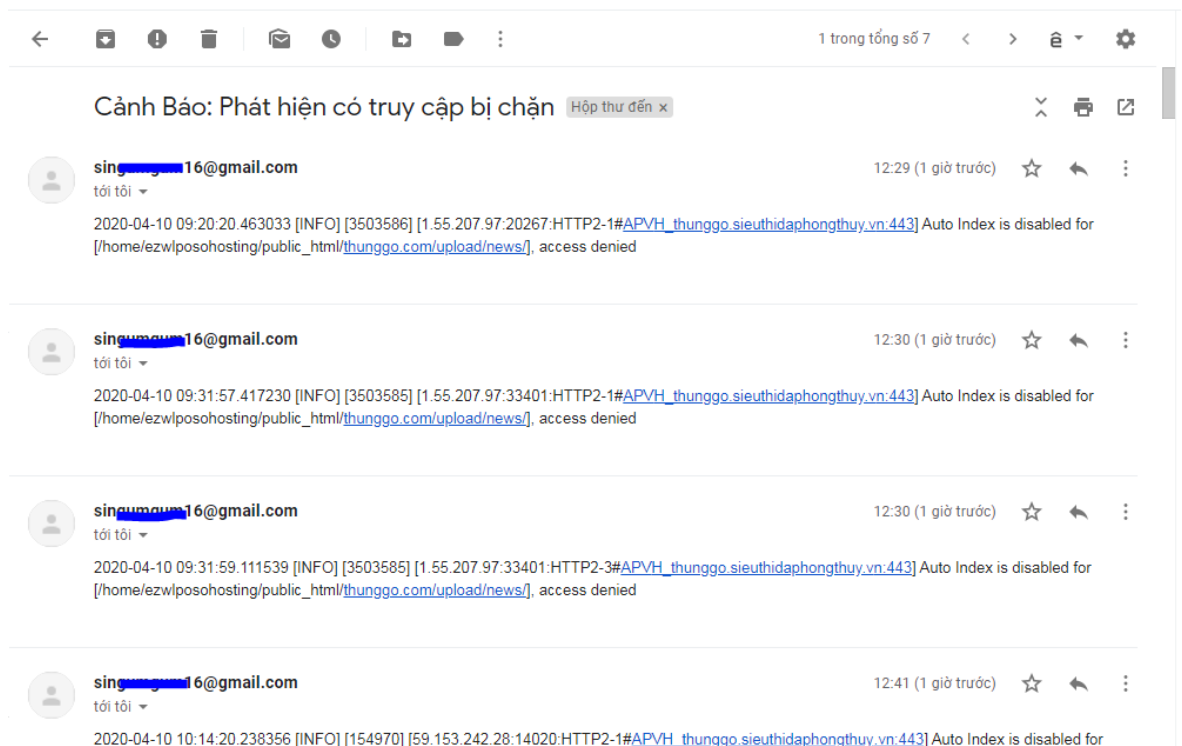 1 trong tổng số 7
ê
Cảnh Báo: Phát hiện có truy cập bị chặn Hộp thư đến x
16@gmail.com 12:29 (1 giờ trước)
tới tôi
2020-04-10 09:20:20.463033 [INFO] [3503586] [1.55.207.97:20267:HTTP2-1#APVH_thunggo.sieuthidaphongthuy.vn:443] Auto Index is disabled for
[/home/ezwlposohosting/public_html/thunggo.com/upload/news/], access denied
16@gmail.com 12:30 (1 giờ trước)
tới tôi
2020-04-10 09:31:57.417230 [INFO] [3503585] [1.55.207.97:33401:HTTP2-1#APVH_thunggo.sieuthidaphongthuy.vn:443] Auto Index is disabled for
[/home/ezwlposohosting/public_html/thunggo.com/upload/news/], access denied
16@gmail.com 12:30 (1 giờ trước)
tới tôi
2020-04-10 09:31:59.111539 [INFO] [3503585] [1.55.207.97:33401:HTTP2-3#APVH_thunggo.sieuthidaphongthuy.vn:443] Auto Index is disabled for
[/home/ezwlposohosting/public_html/thunggo.com/upload/news/], access denied
16@gmail.com 12:41 (1 giờ trước)
tới tôi
2020-04-10 10:14:20.238356 [INFO] [154970] [59.153.242.28:14020:HTTP2-1#APVH_thunggo.sieuthidaphongthuy.vn:443] Auto Index is disabled for